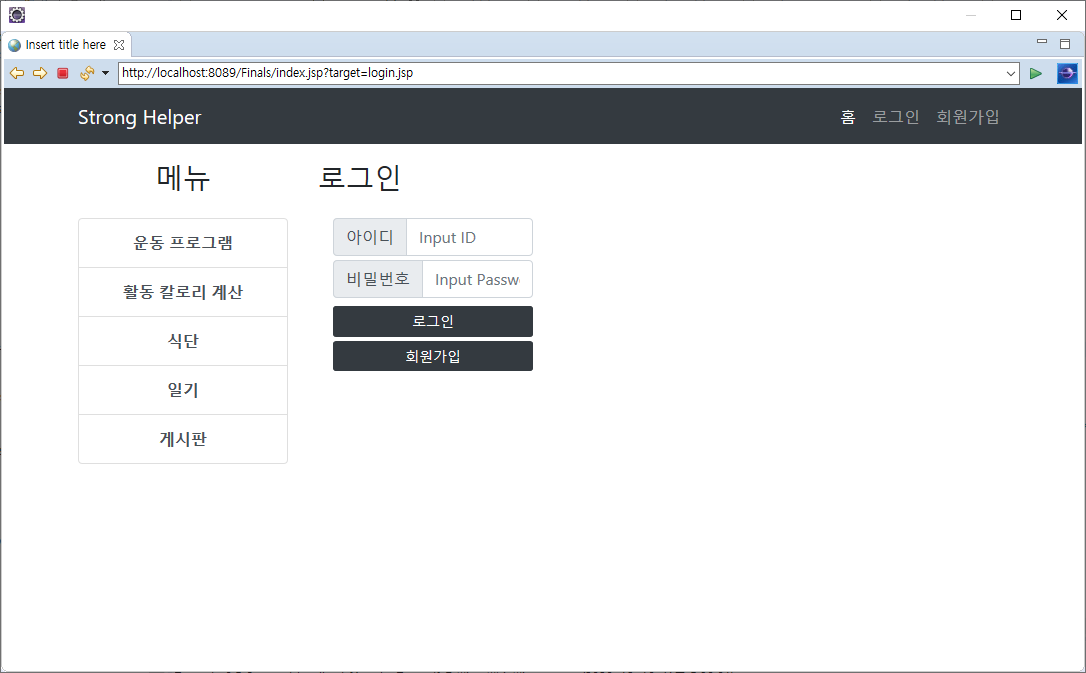 Insert title here
http://localhost:8089/Finals/index.jsp?target=login.jsp
Strong Helper 홈 로그인 회원가입
메뉴
운동 프로그램
활동 칼로리 계산
식단
일기
게시판
로그인
아이디 Input ID
비밀번호 Input Passw
로그인
회원가입